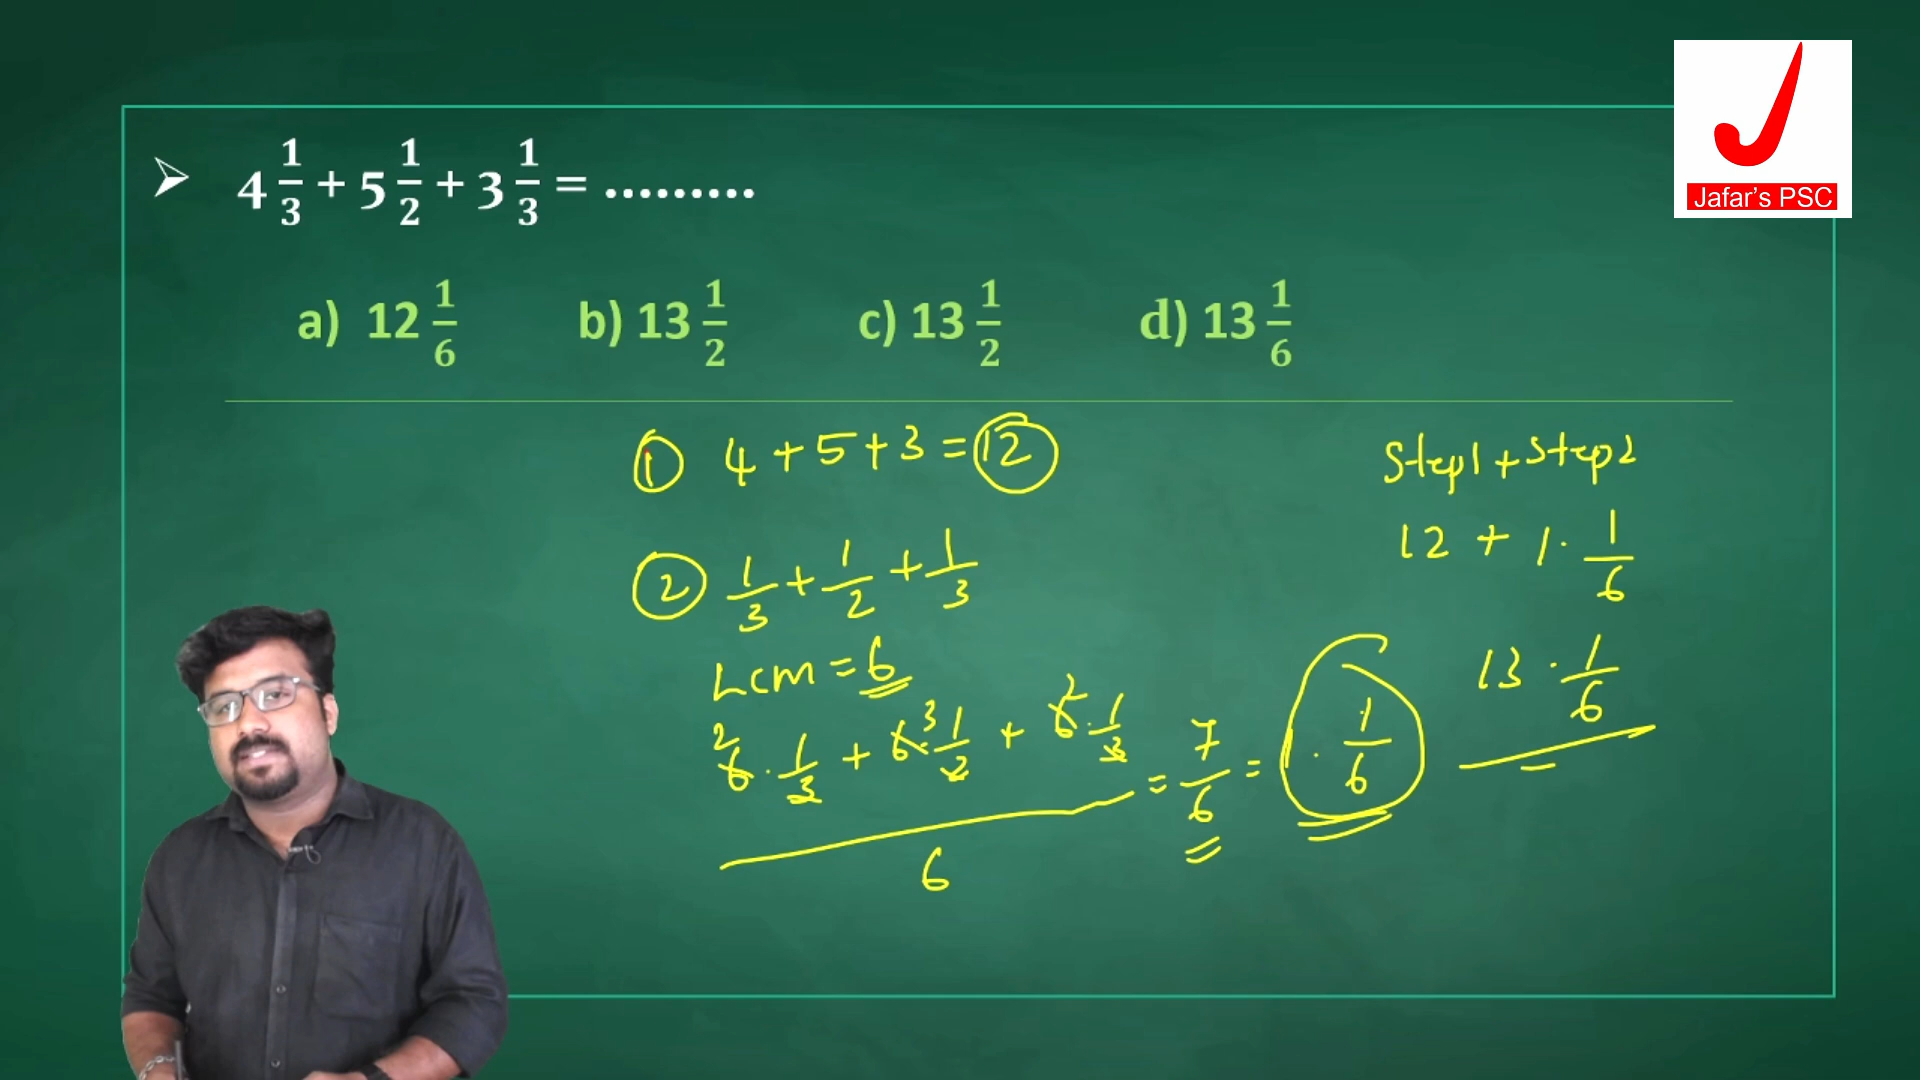 Jafar's PSC
➢ 4 1/3 + 5 1/2 + 3 1/3 = .........
a) 12 1/6 b) 13 1/2 c) 13 1/2 d) 13 1/6
① 4 + 5 + 3 = 12
② 1/3 + 1/2 + 1/3
Lcm = 6
2 6 · 1/3 + 6 3 · 1/2 + 6 2 · 1/3
6
= 7/6 = 1 · 1/6
Step1 + Step2
12 + 1 · 1/6
13 · 1/6